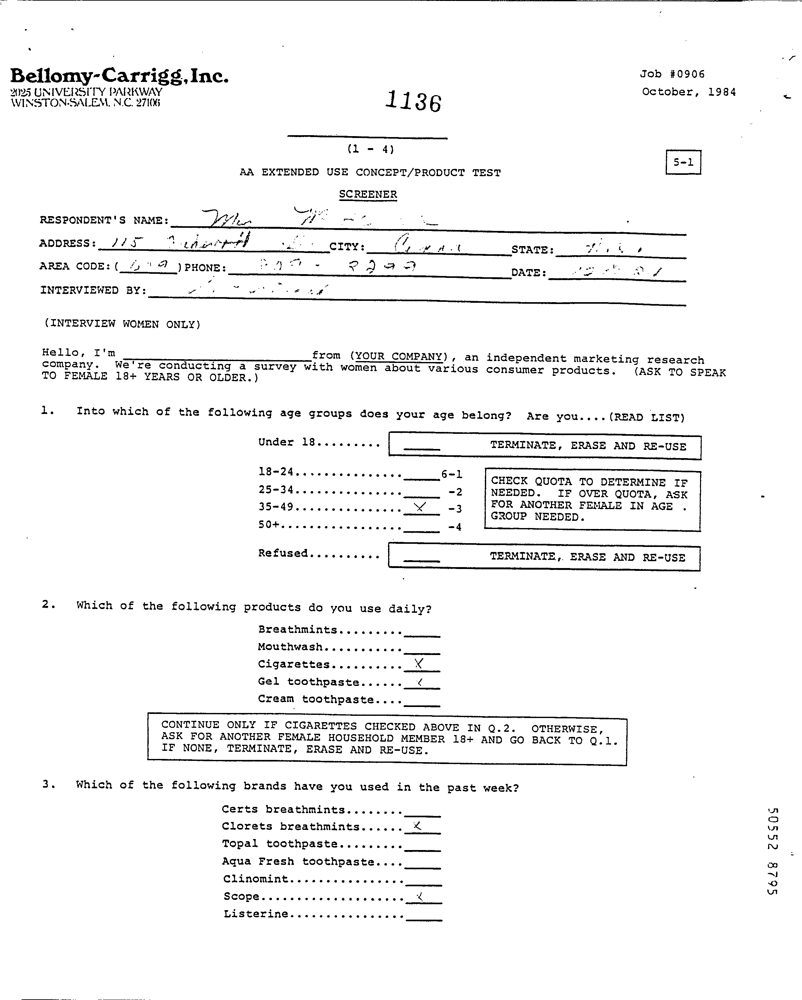 Bellomy-Carrigg, Inc.
2025 UNIVERSITY PARKWAY
WINSTON-SALEM, N.C. 27106
Job #0906
October, 1984
1136
(1 - 4)
5-1
AA EXTENDED USE CONCEPT/PRODUCT TEST
SCREENER
RESPONDENT'S NAME:
ADDRESS: 115 CITY: STATE:
AREA CODE:( )PHONE: DATE:
INTERVIEWED BY:
(INTERVIEW WOMEN ONLY)
Hello, I'm ____________ from (YOUR COMPANY), an independent marketing research
company. We're conducting a survey with women about various consumer products. (ASK TO SPEAK
TO FEMALE 18+ YEARS OR OLDER.)
1. Into which of the following age groups does your age belong? Are you....(READ LIST)
Under 18......... ____ TERMINATE, ERASE AND RE-USE
18-24............... ____ 6-1
25-34............... ____ -2
35-49............... X -3
50+................. ____ -4
CHECK QUOTA TO DETERMINE IF
NEEDED. IF OVER QUOTA, ASK
FOR ANOTHER FEMALE IN AGE .
GROUP NEEDED.
Refused.......... ____ TERMINATE, ERASE AND RE-USE
2. Which of the following products do you use daily?
Breathmints.........____
Mouthwash...........____
Cigarettes.......... X
Gel toothpaste......
Cream toothpaste....____
CONTINUE ONLY IF CIGARETTES CHECKED ABOVE IN Q.2. OTHERWISE,
ASK FOR ANOTHER FEMALE HOUSEHOLD MEMBER 18+ AND GO BACK TO Q.1.
IF NONE, TERMINATE, ERASE AND RE-USE.
3. Which of the following brands have you used in the past week?
Certs breathmints........____
Clorets breathmints...... X
Topal toothpaste.........____
Aqua Fresh toothpaste....____
Clinomint................____
Scope.................... X
Listerine................____
50552 8795